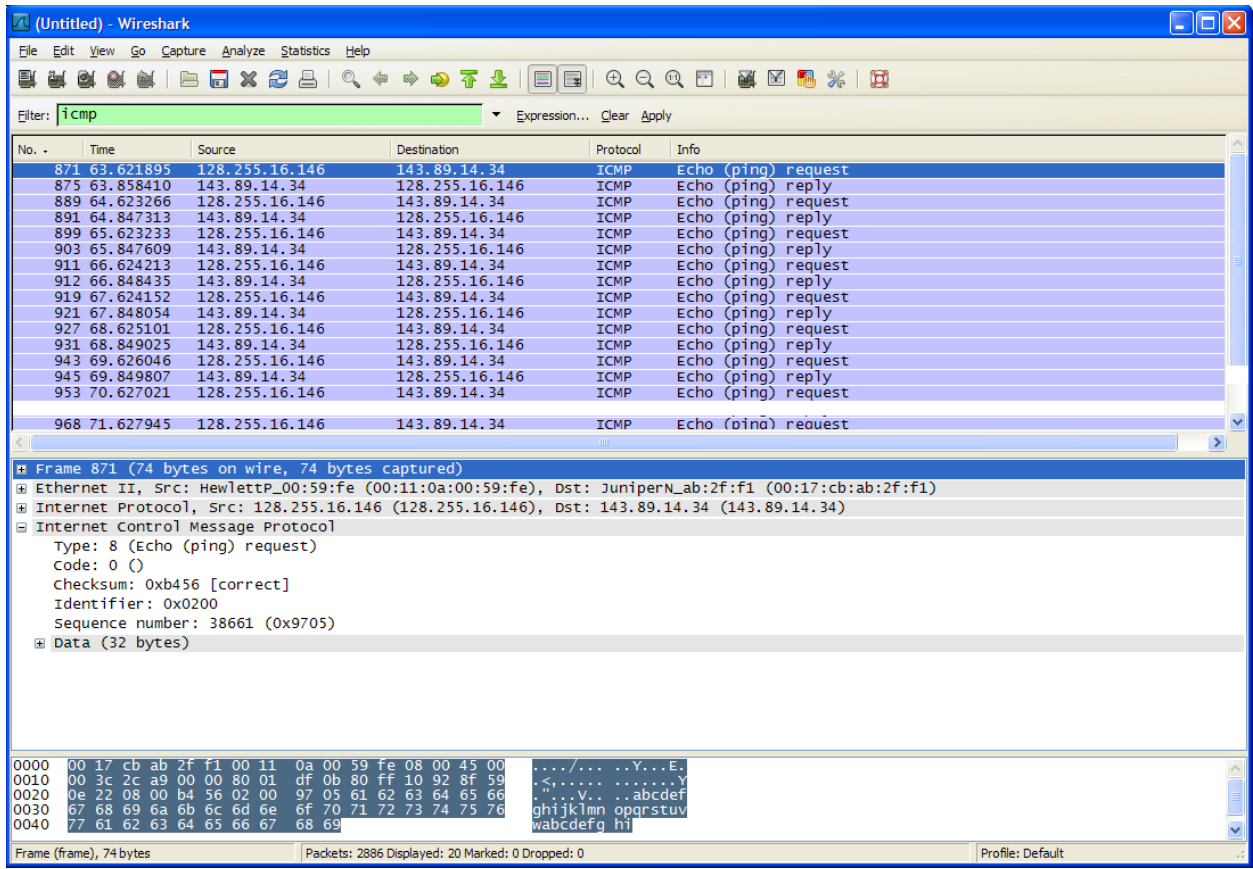 (Untitled) - Wireshark
File Edit View Go Capture Analyze Statistics Help
Filter: icmp Expression... Clear Apply
No. Time Source Destination Protocol Info
871 63.621895 128.255.16.146 143.89.14.34 ICMP Echo (ping) request
875 63.858410 143.89.14.34 128.255.16.146 ICMP Echo (ping) reply
889 64.623266 128.255.16.146 143.89.14.34 ICMP Echo (ping) request
891 64.847313 143.89.14.34 128.255.16.146 ICMP Echo (ping) reply
899 65.623233 128.255.16.146 143.89.14.34 ICMP Echo (ping) request
903 65.847609 143.89.14.34 128.255.16.146 ICMP Echo (ping) reply
911 66.624213 128.255.16.146 143.89.14.34 ICMP Echo (ping) request
912 66.848435 143.89.14.34 128.255.16.146 ICMP Echo (ping) reply
919 67.624152 128.255.16.146 143.89.14.34 ICMP Echo (ping) request
921 67.848054 143.89.14.34 128.255.16.146 ICMP Echo (ping) reply
927 68.625101 128.255.16.146 143.89.14.34 ICMP Echo (ping) request
931 68.849025 143.89.14.34 128.255.16.146 ICMP Echo (ping) reply
943 69.626046 128.255.16.146 143.89.14.34 ICMP Echo (ping) request
945 69.849807 143.89.14.34 128.255.16.146 ICMP Echo (ping) reply
953 70.627021 128.255.16.146 143.89.14.34 ICMP Echo (ping) request
968 71.627945 128.255.16.146 143.89.14.34 ICMP Echo (ping) request
Frame 871 (74 bytes on wire, 74 bytes captured)
Ethernet II, Src: HewlettP_00:59:fe (00:11:0a:00:59:fe), Dst: JuniperN_ab:2f:f1 (00:17:cb:ab:2f:f1)
Internet Protocol, Src: 128.255.16.146 (128.255.16.146), Dst: 143.89.14.34 (143.89.14.34)
Internet Control Message Protocol
Type: 8 (Echo (ping) request)
Code: 0 ()
Checksum: 0xb456 [correct]
Identifier: 0x0200
Sequence number: 38661 (0x9705)
Data (32 bytes)
0000 00 17 cb ab 2f f1 00 11 0a 00 59 fe 08 00 45 00 ..../... ..Y...E.
0010 00 3c 2c a9 00 00 80 01 df 0b 80 ff 10 92 8f 59 .<,..... .......Y
0020 0e 22 08 00 b4 56 02 00 97 05 61 62 63 64 65 66 ."...V.. ..abcdef
0030 67 68 69 6a 6b 6c 6d 6e 6f 70 71 72 73 74 75 76 ghijklmn opqrstuv
0040 77 61 62 63 64 65 66 67 68 69 wabcdefg hi
Frame (frame), 74 bytes Packets: 2886 Displayed: 20 Marked: 0 Dropped: 0 Profile: Default